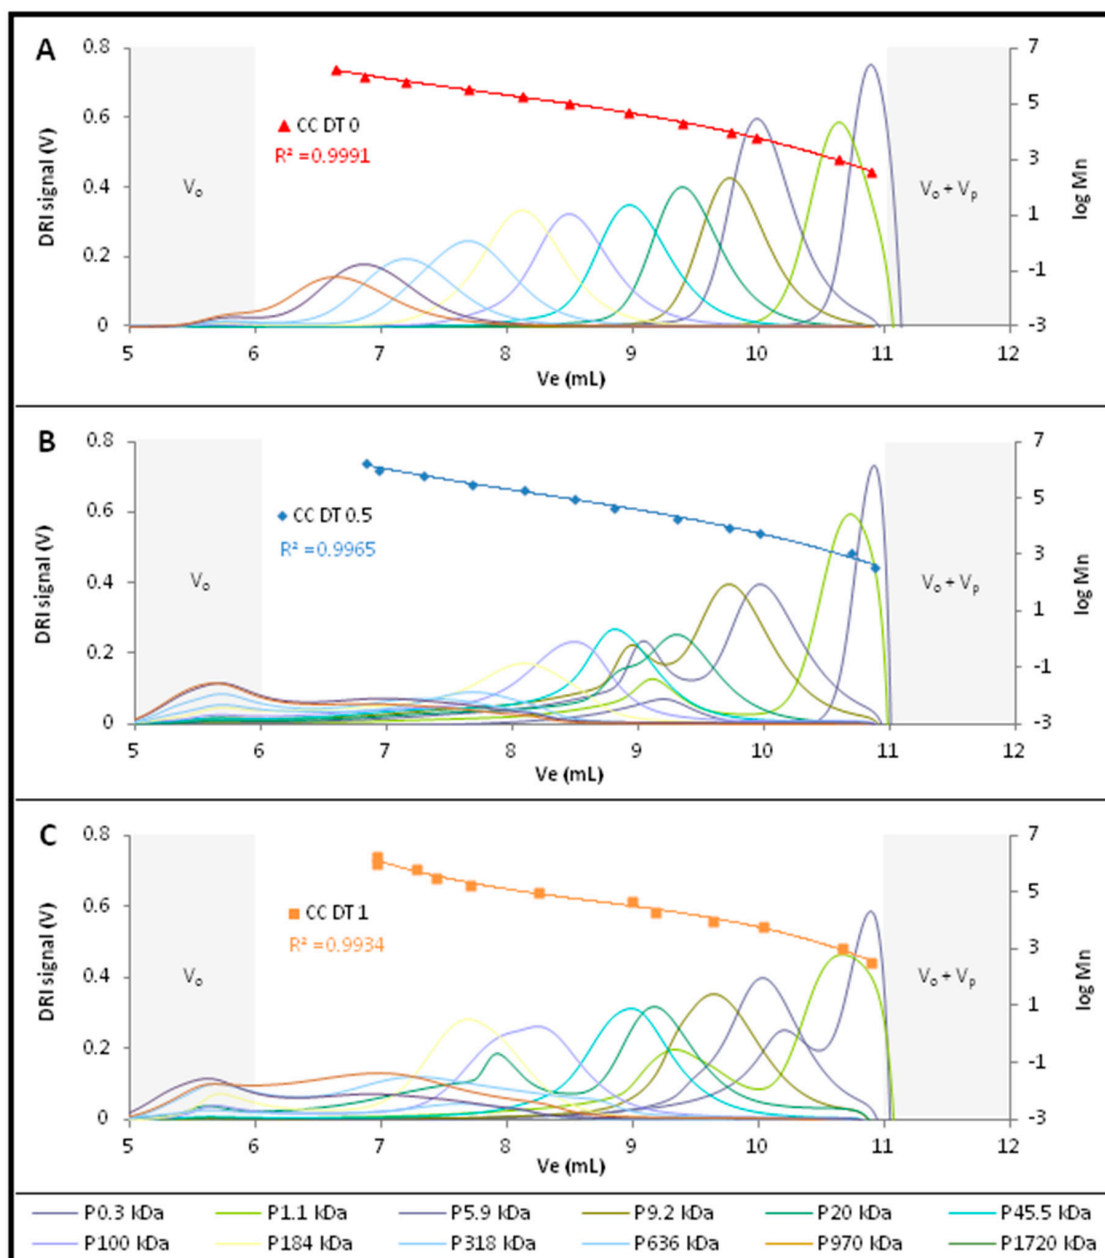 A
DRI signal (V)
0.8
0.6
0.4
0.2
0
Vo
▲ CC DT 0
R² = 0.9991
Vo + Vp
7
5
3
1
-1
-3
log Mn
5 6 7 8 9 10 11 12
Ve (mL)
B
DRI signal (V)
0.8
0.6
0.4
0.2
0
Vo
◆ CC DT 0.5
R² = 0.9965
Vo + Vp
7
5
3
1
-1
-3
log Mn
5 6 7 8 9 10 11 12
Ve (mL)
C
DRI signal (V)
0.8
0.6
0.4
0.2
0
Vo
■ CC DT 1
R² = 0.9934
Vo + Vp
7
5
3
1
-1
-3
log Mn
5 6 7 8 9 10 11 12
Ve (mL)
P0.3 kDa P1.1 kDa P5.9 kDa P9.2 kDa P20 kDa P45.5 kDa
P100 kDa P184 kDa P318 kDa P636 kDa P970 kDa P1720 kDa